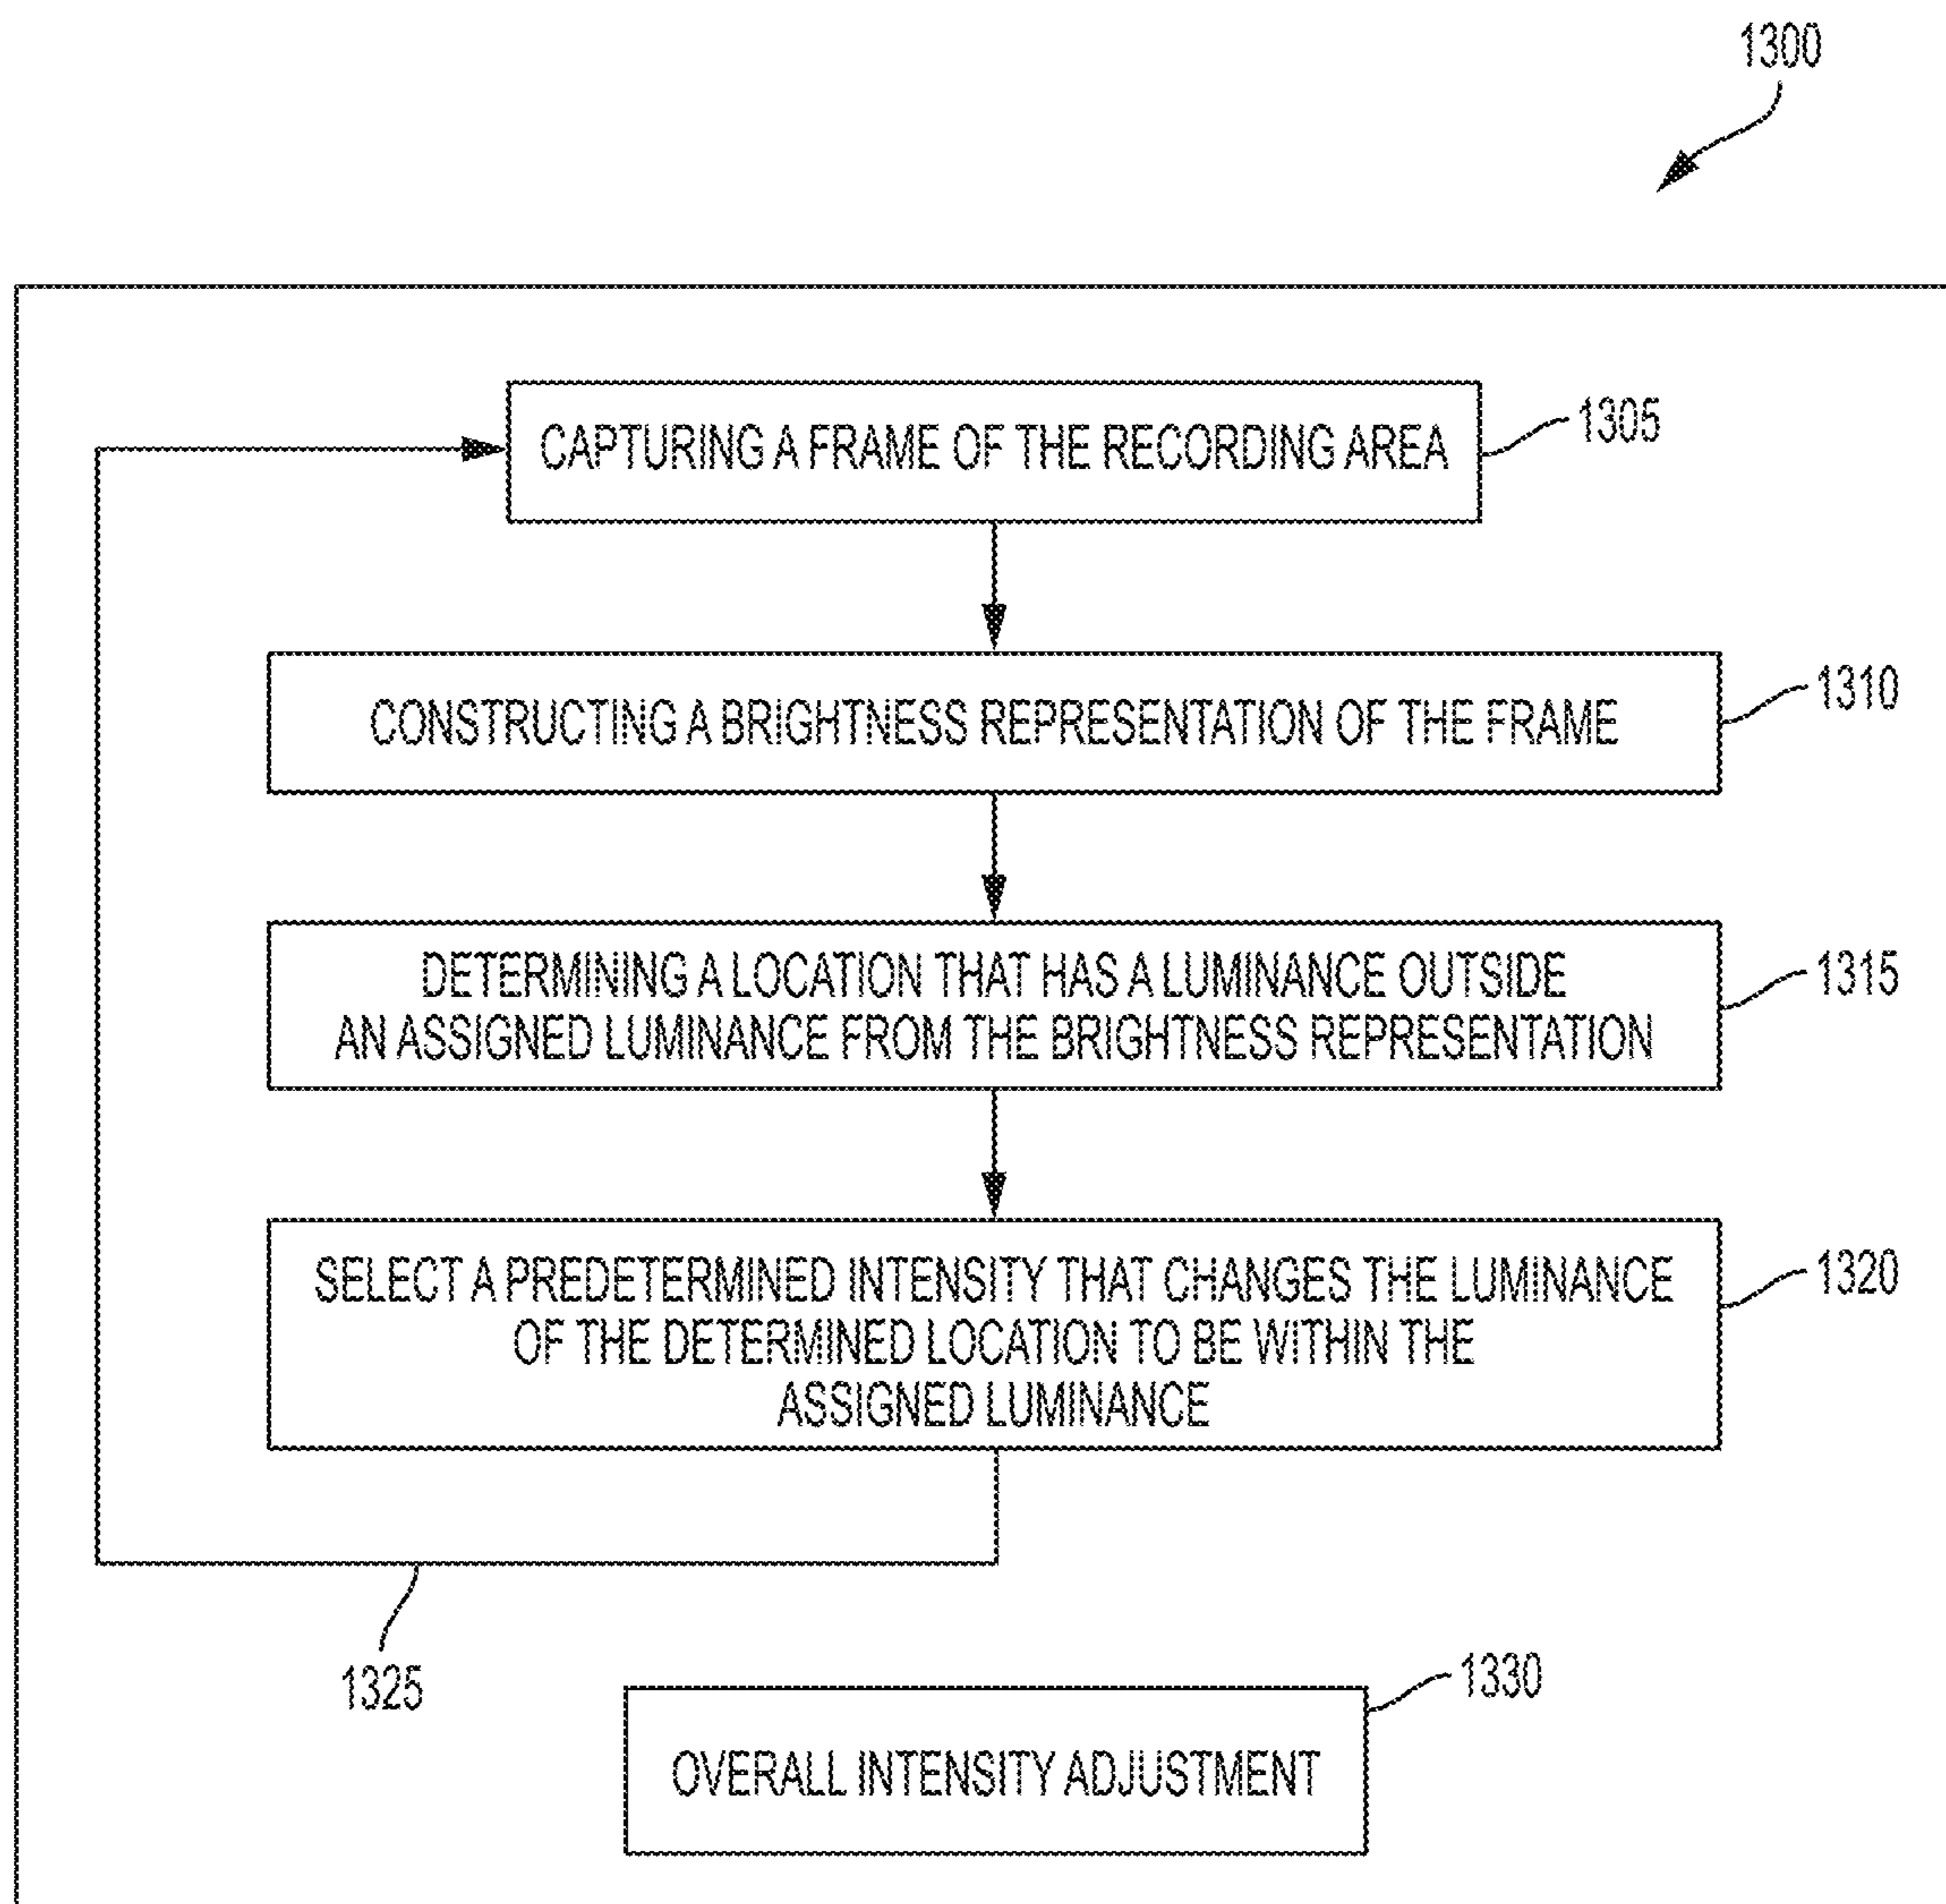 1300
CAPTURING A FRAME OF THE RECORDING AREA
1305
CONSTRUCTING A BRIGHTNESS REPRESENTATION OF THE FRAME
1310
DETERMINING A LOCATION THAT HAS A LUMINANCE OUTSIDE
AN ASSIGNED LUMINANCE FROM THE BRIGHTNESS REPRESENTATION
1315
SELECT A PREDETERMINED INTENSITY THAT CHANGES THE LUMINANCE
OF THE DETERMINED LOCATION TO BE WITHIN THE
ASSIGNED LUMINANCE
1320
1325
1330
OVERALL INTENSITY ADJUSTMENT